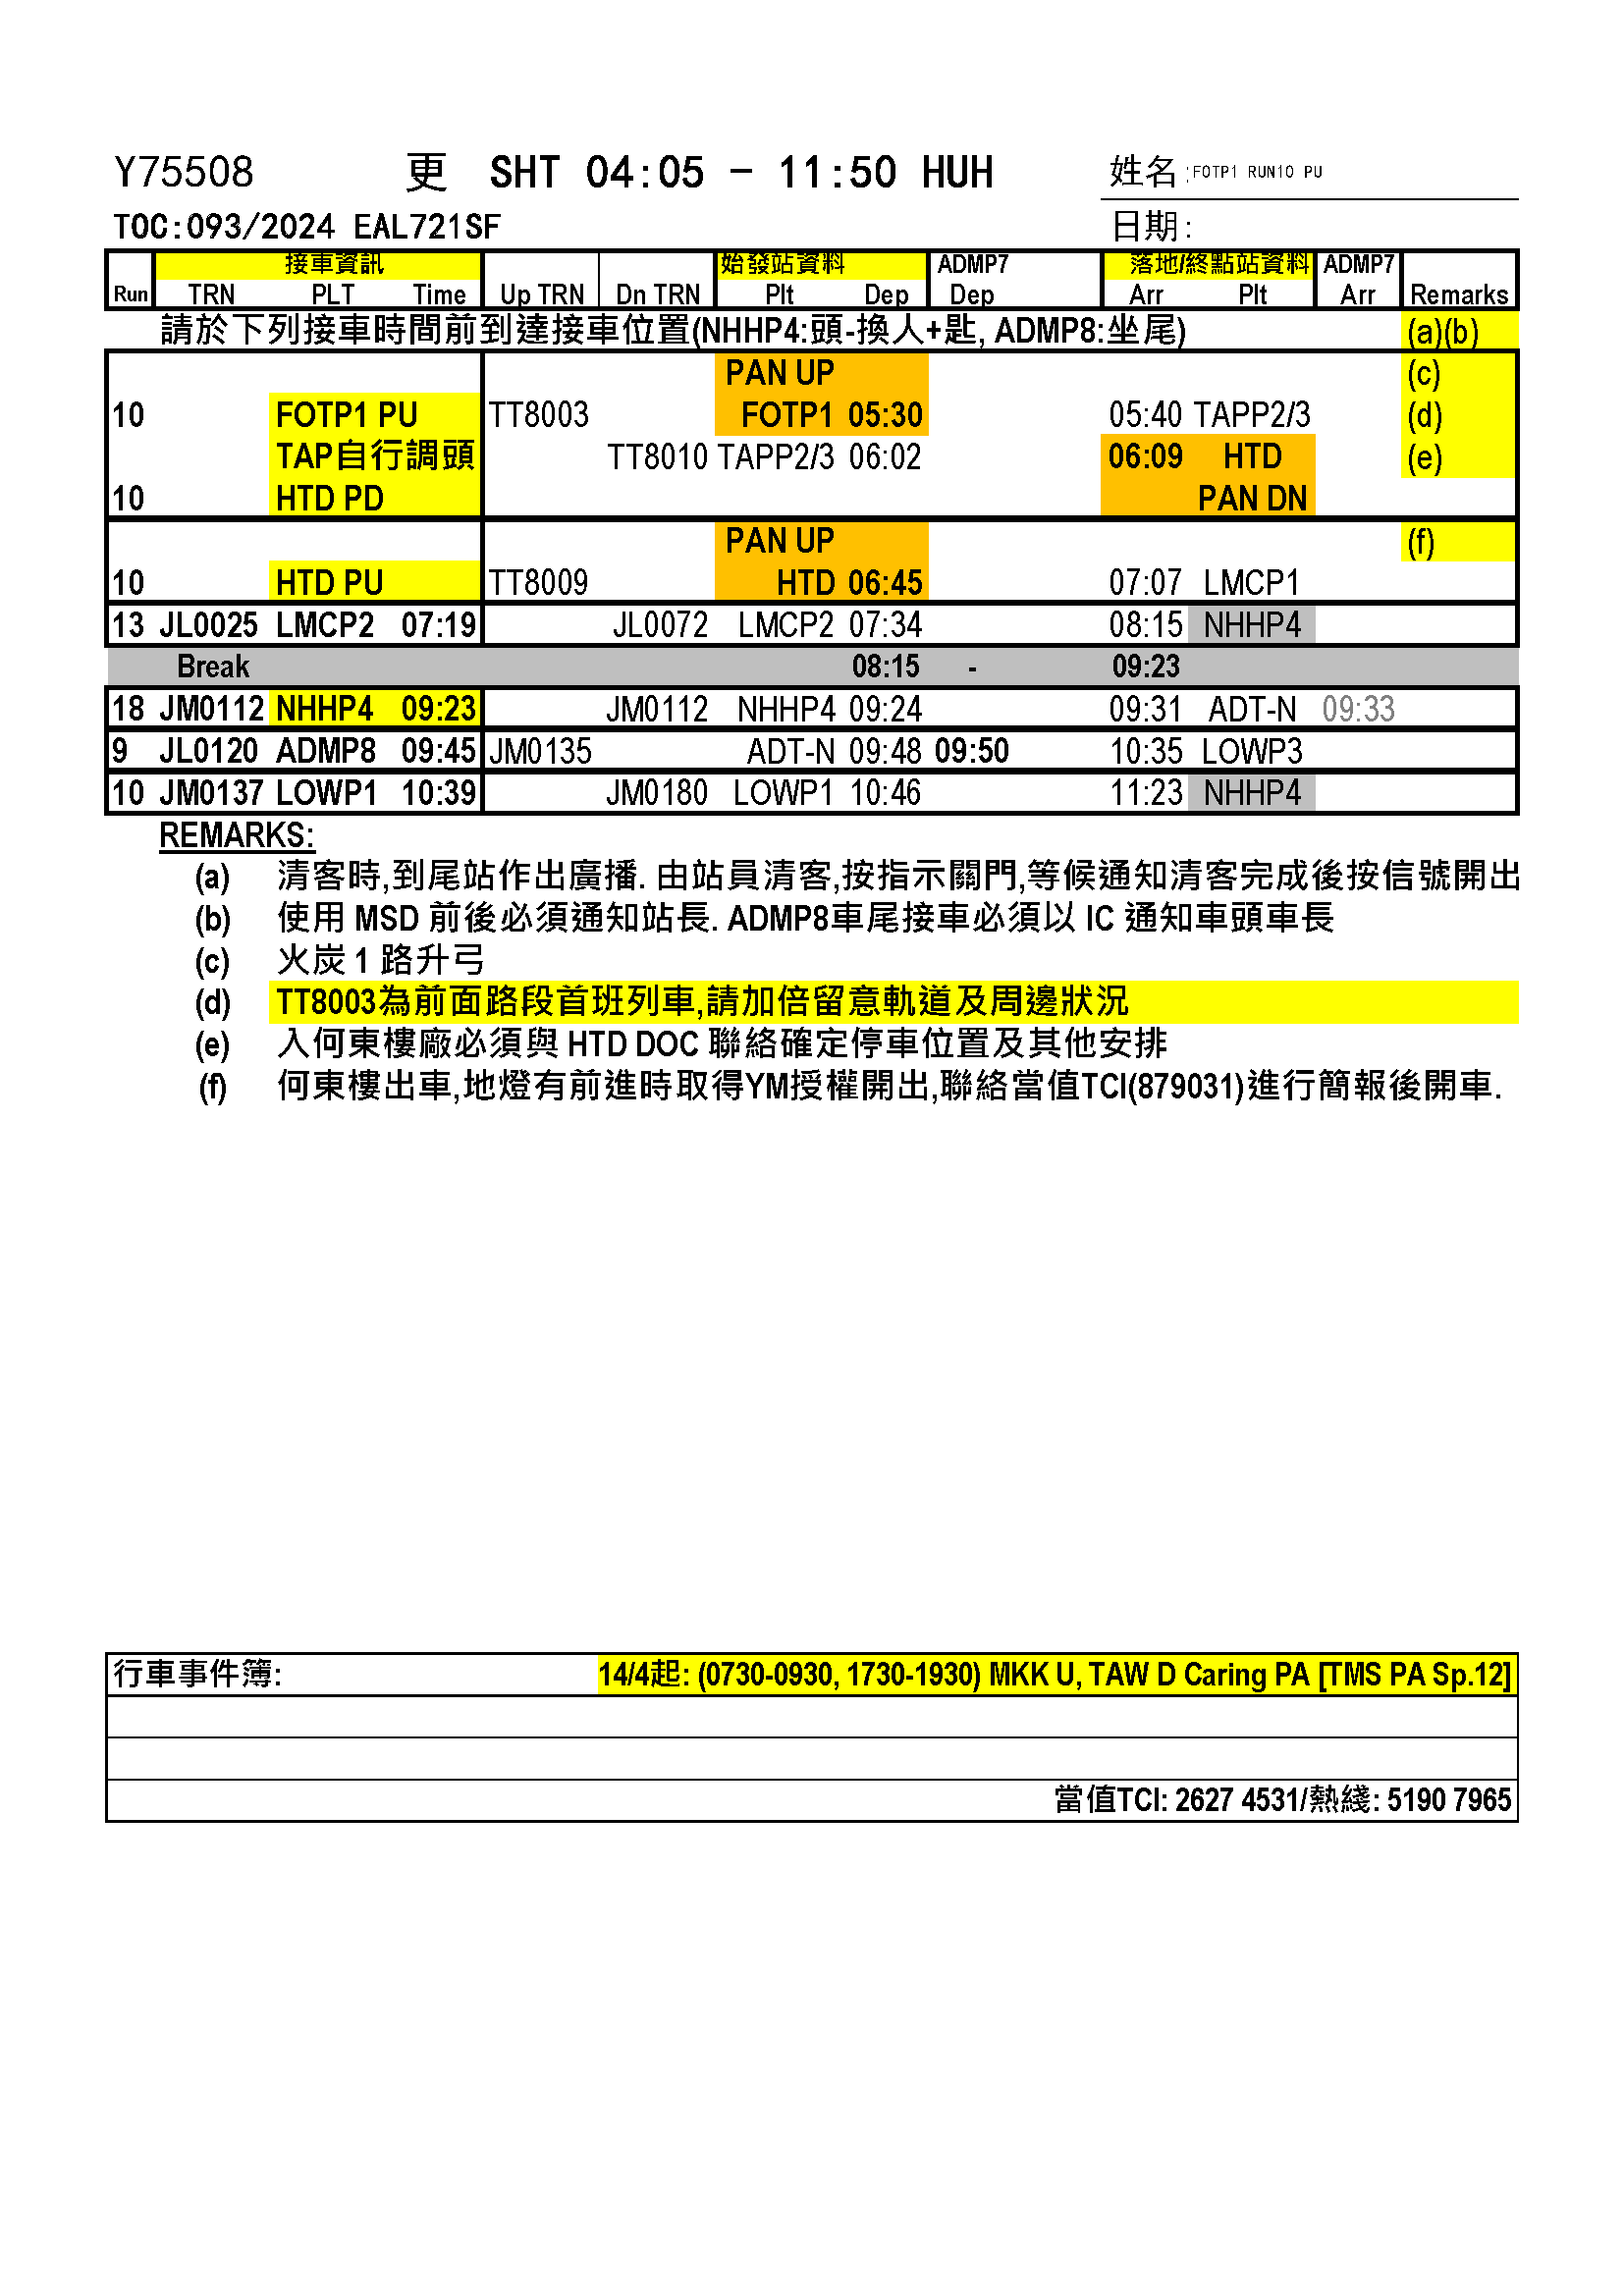 Y75508 更 SHT 04:05 - 11:50 HUH 姓名:FOTP1 RUN10 PU
TOC:093/2024 EAL721SF 日期:
接車資訊 始發站資料 ADMP7 落地/終點站資料 ADMP7
Run TRN PLT Time Up TRN Dn TRN Plt Dep Dep Arr Plt Arr Remarks
請於下列接車時間前到達接車位置(NHHP4:頭-換人+匙, ADMP8:坐尾) (a)(b)
PAN UP (c)
10 FOTP1 PU TT8003 FOTP1 05:30 05:40 TAPP2/3 (d)
TAP自行調頭 TT8010 TAPP2/3 06:02 06:09 HTD (e)
10 HTD PD PAN DN
PAN UP (f)
10 HTD PU TT8009 HTD 06:45 07:07 LMCP1
13 JL0025 LMCP2 07:19 JL0072 LMCP2 07:34 08:15 NHHP4
Break 08:15 - 09:23
18 JM0112 NHHP4 09:23 JM0112 NHHP4 09:24 09:31 ADT-N 09:33
9 JL0120 ADMP8 09:45 JM0135 ADT-N 09:48 09:50 10:35 LOWP3
10 JM0137 LOWP1 10:39 JM0180 LOWP1 10:46 11:23 NHHP4
REMARKS:
(a) 清客時,到尾站作出廣播. 由站員清客,按指示關門,等候通知清客完成後按信號開出
(b) 使用 MSD 前後必須通知站長. ADMP8車尾接車必須以 IC 通知車頭車長
(c) 火炭 1 路升弓
(d) TT8003為前面路段首班列車,請加倍留意軌道及周邊狀況
(e) 入何東樓廠必須與 HTD DOC 聯絡確定停車位置及其他安排
(f) 何東樓出車,地燈有前進時取得YM授權開出,聯絡當值TCI(879031)進行簡報後開車.
行車事件簿: 14/4起: (0730-0930, 1730-1930) MKK U, TAW D Caring PA [TMS PA Sp.12]
當值TCI: 2627 4531/熱綫: 5190 7965